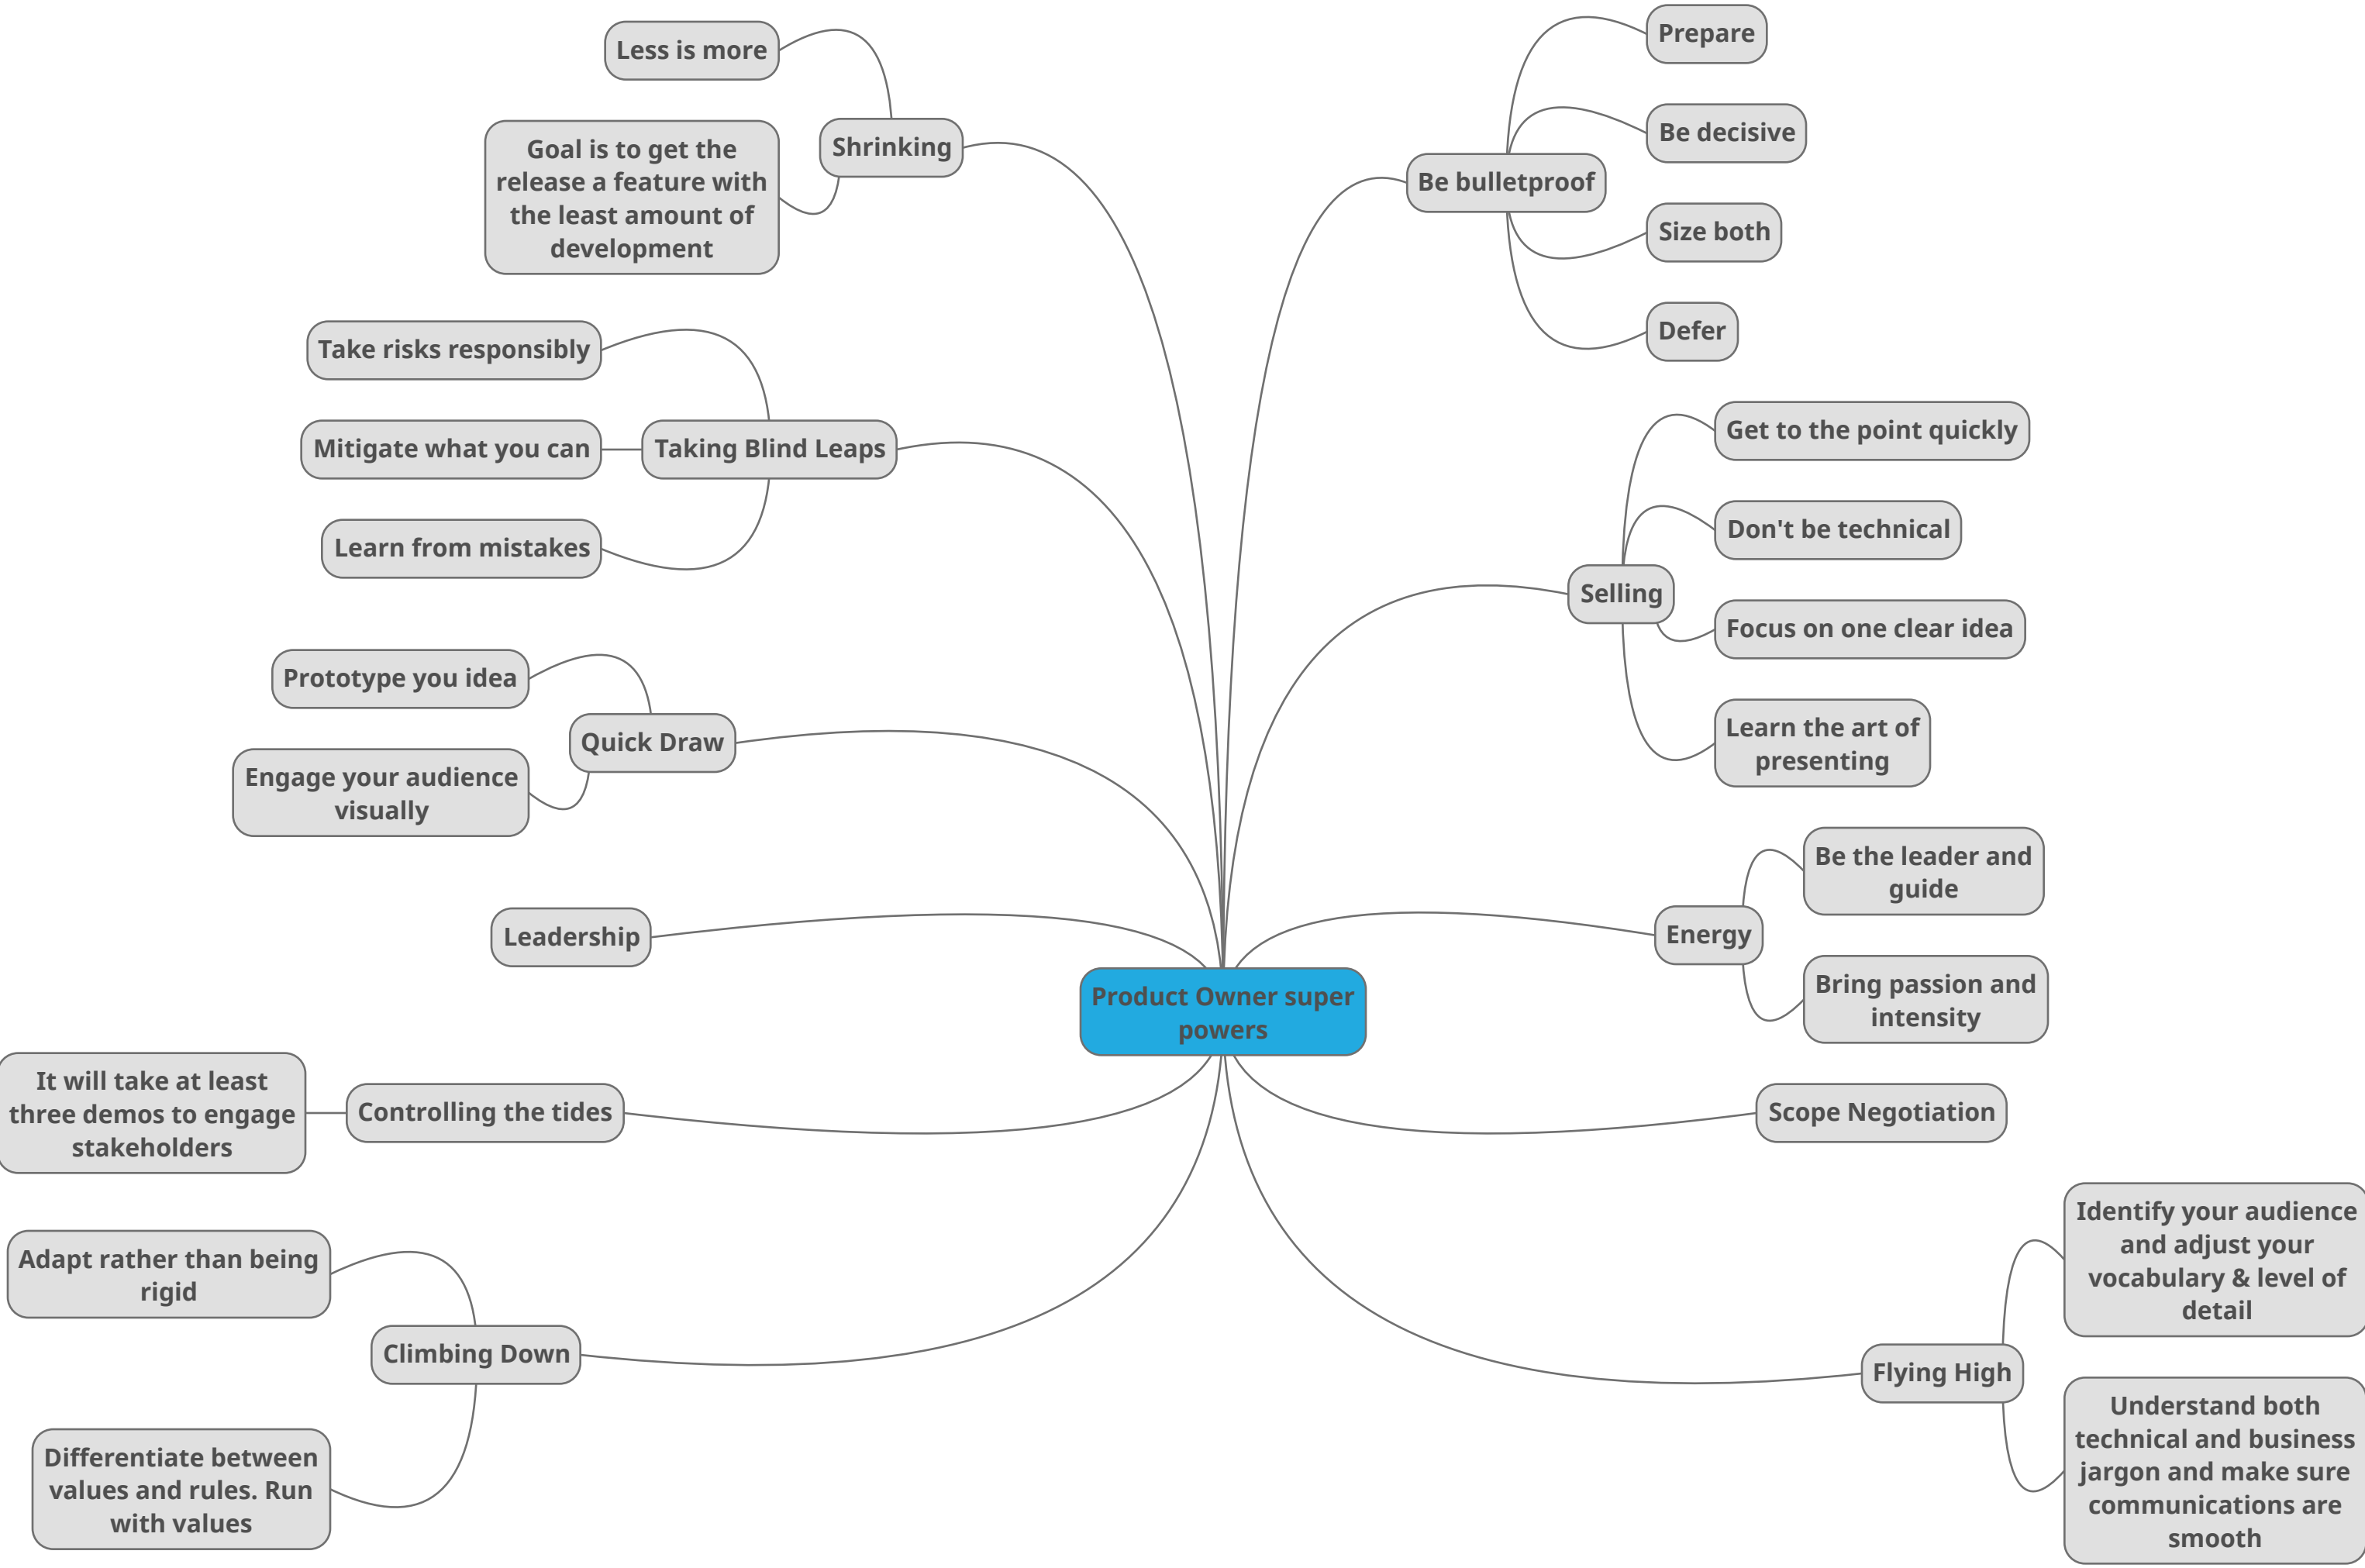 Product Owner super
powers
Be bulletproof
Prepare
Be decisive
Size both
Defer
Selling
Get to the point quickly
Don't be technical
Focus on one clear idea
Learn the art of
presenting
Energy
Be the leader and
guide
Bring passion and
intensity
Scope Negotiation
Flying High
Identify your audience
and adjust your
vocabulary & level of
detail
Understand both
technical and business
jargon and make sure
communications are
smooth
Shrinking
Less is more
Goal is to get the
release a feature with
the least amount of
development
Taking Blind Leaps
Take risks responsibly
Mitigate what you can
Learn from mistakes
Quick Draw
Prototype you idea
Engage your audience
visually
Leadership
Controlling the tides
It will take at least
three demos to engage
stakeholders
Climbing Down
Adapt rather than being
rigid
Differentiate between
values and rules. Run
with values